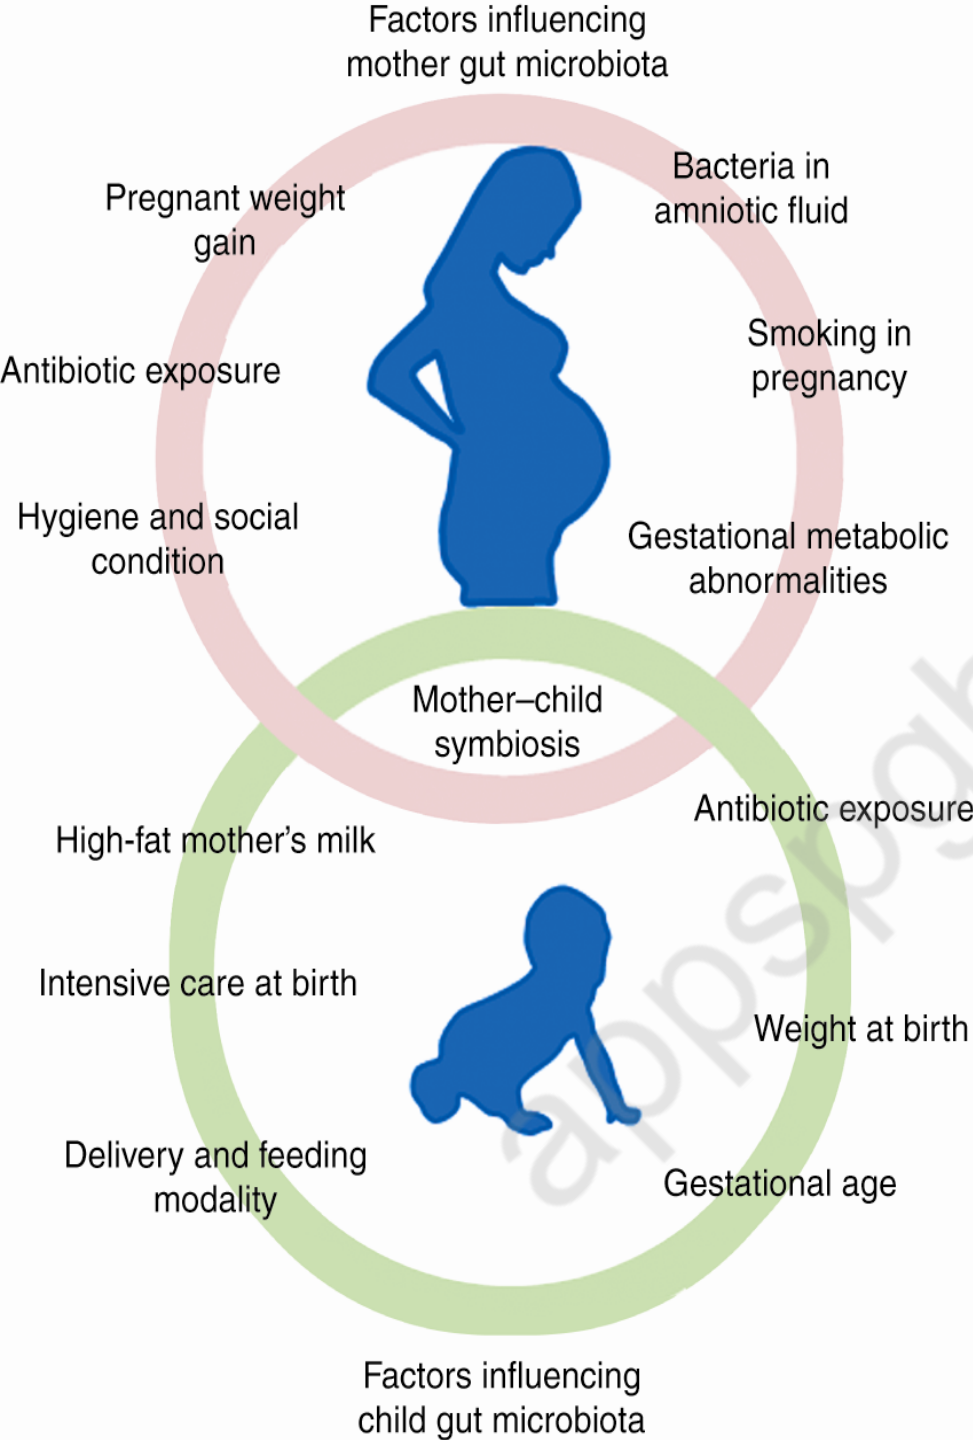 Factors influencing
mother gut microbiota
Pregnant weight
gain
Bacteria in
amniotic fluid
Antibiotic exposure
Smoking in
pregnancy
Hygiene and social
condition
Gestational metabolic
abnormalities
Mother–child
symbiosis
High-fat mother’s milk
Antibiotic exposure
Intensive care at birth
Weight at birth
Delivery and feeding
modality
Gestational age
Factors influencing
child gut microbiota
appspgh